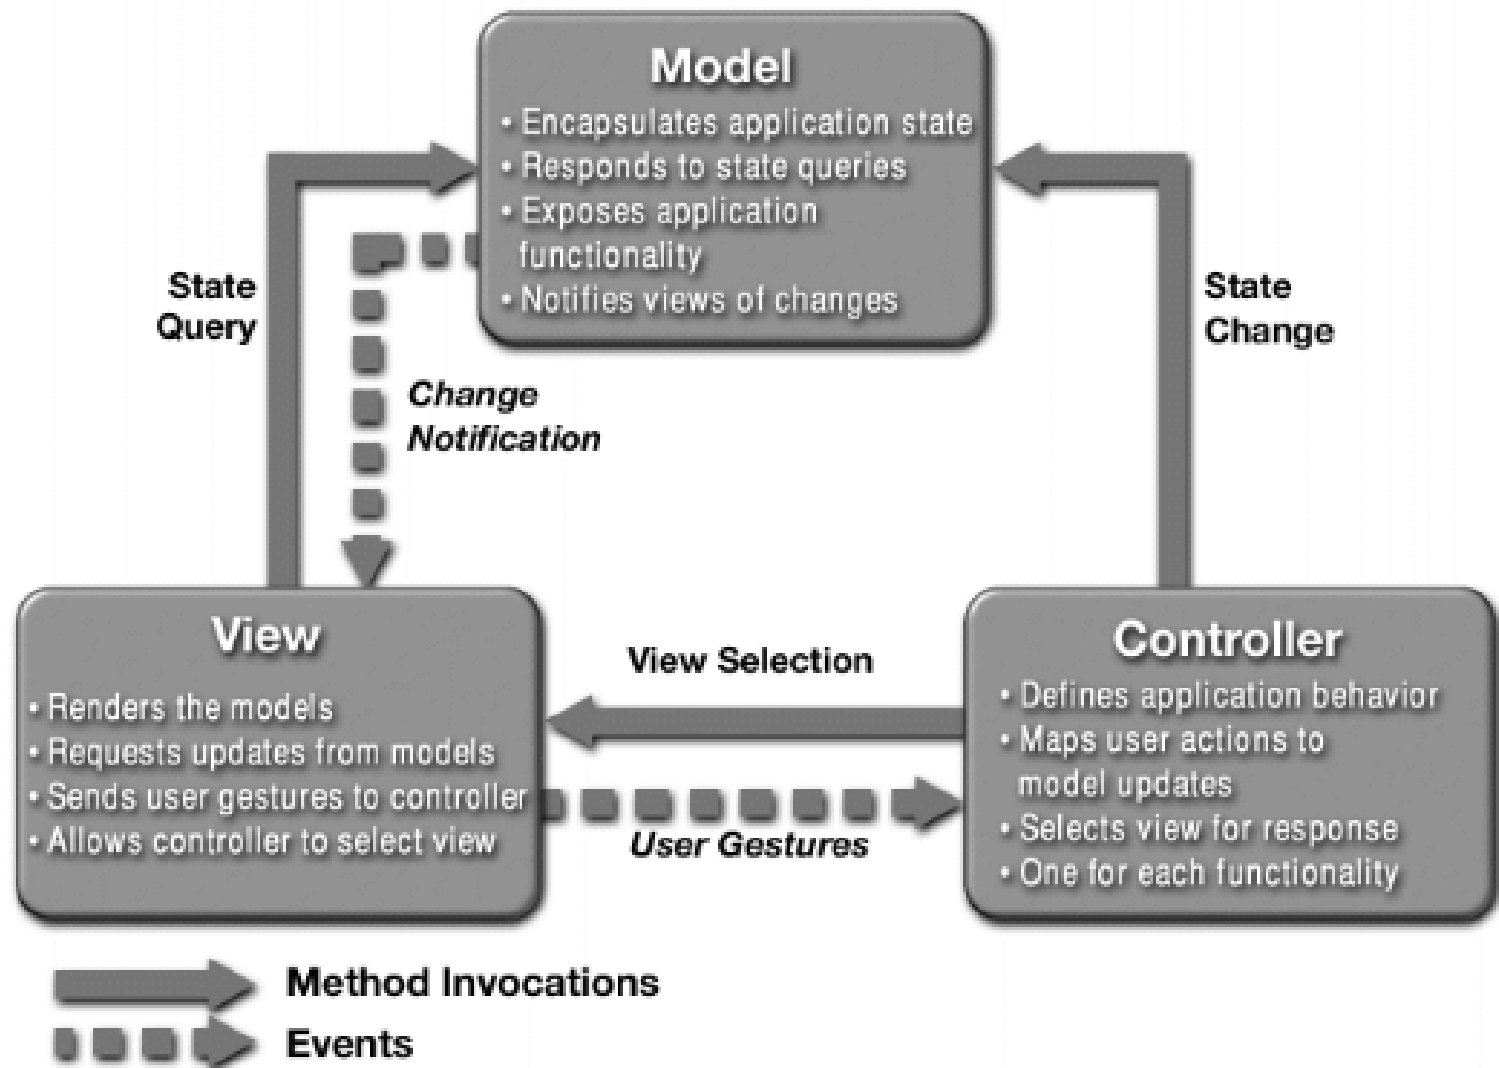 Model
• Encapsulates application state
• Responds to state queries
• Exposes application
functionality
• Notifies views of changes
State
Query
Change
Notification
State
Change
View
• Renders the models
• Requests updates from models
• Sends user gestures to controller
• Allows controller to select view
View Selection
User Gestures
Controller
• Defines application behavior
• Maps user actions to
model updates
• Selects view for response
• One for each functionality
Method Invocations
Events